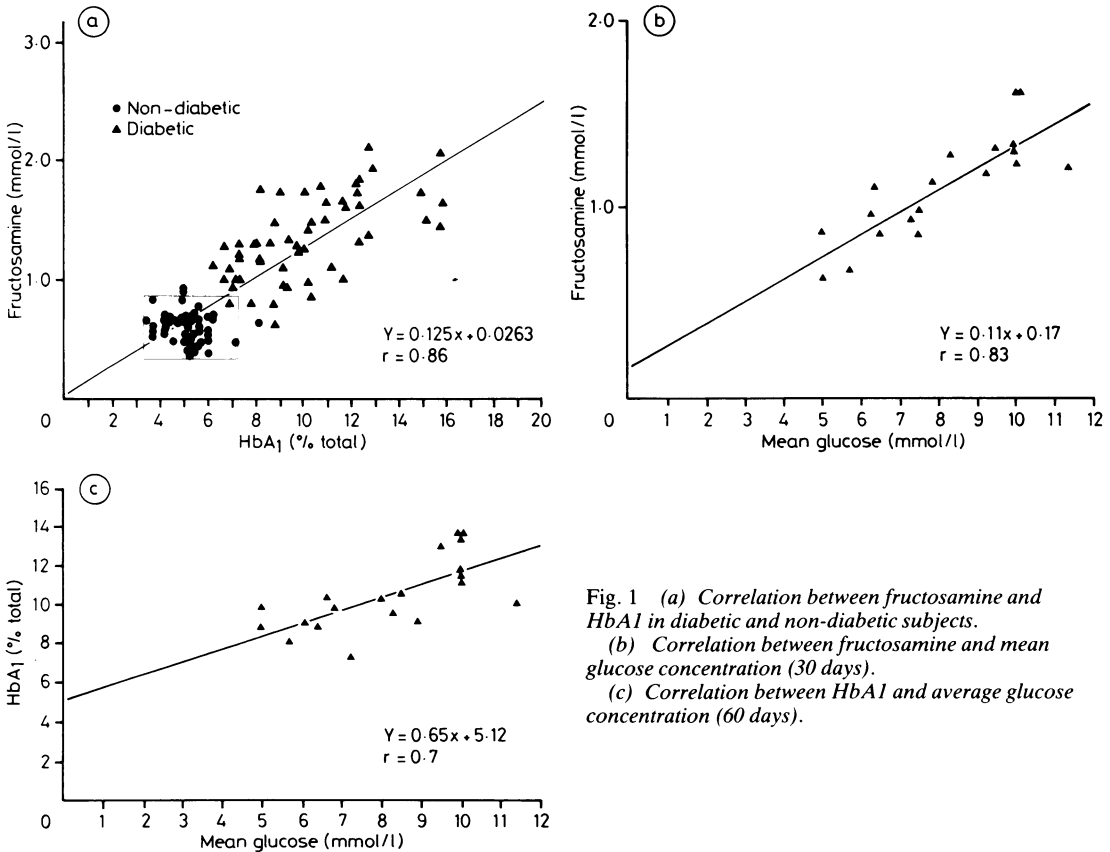 a
3·0
2·0
1·0
Fructosamine (mmol/l)
● Non-diabetic
▲ Diabetic
Y = 0·125x + 0·0263
r = 0·86
0 2 4 6 8 10 12 14 16 18 20
HbA1 (% total)
b
2·0
1·0
Fructosamine (mmol/l)
Y = 0·11x + 0·17
r = 0·83
0 1 2 3 4 5 6 7 8 9 10 11 12
Mean glucose (mmol/l)
c
16
14
12
10
8
6
4
2
HbA1 (% total)
Y = 0·65x + 5·12
r = 0·7
0 1 2 3 4 5 6 7 8 9 10 11 12
Mean glucose (mmol/l)
Fig. 1 (a) Correlation between fructosamine and
HbA1 in diabetic and non-diabetic subjects.
(b) Correlation between fructosamine and mean
glucose concentration (30 days).
(c) Correlation between HbA1 and average glucose
concentration (60 days).